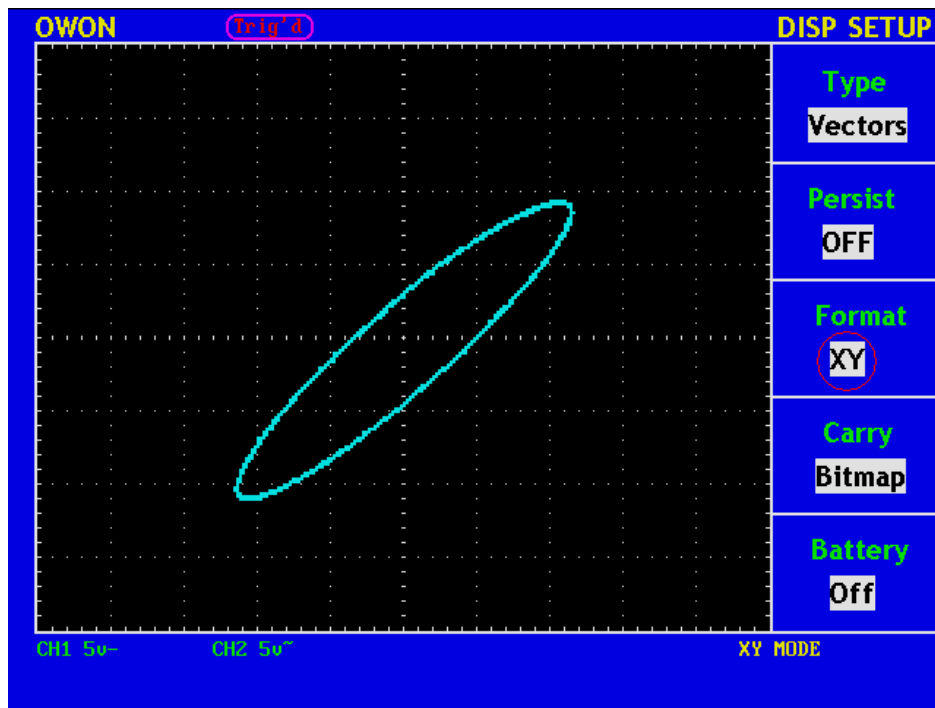 OWON Trig'd DISP SETUP
Type
Vectors
Persist
OFF
Format
XY
Carry
Bitmap
Battery
Off
CH1 5v- CH2 5v~ XY MODE